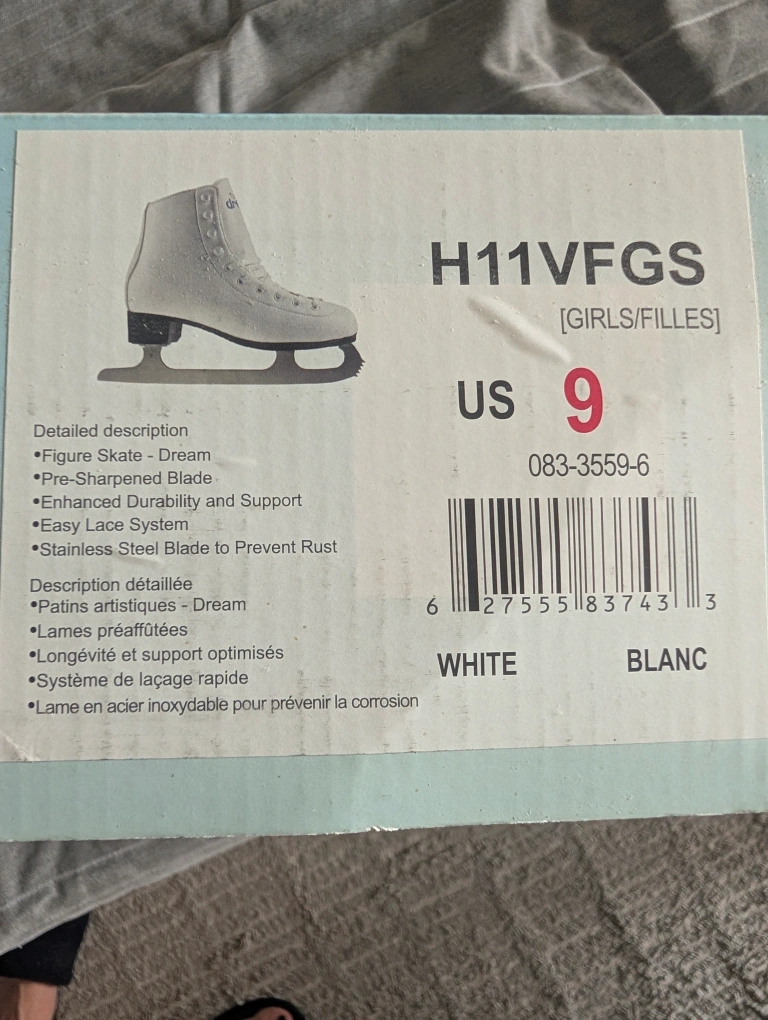 H11VFGS
[GIRLS/FILLES]
US 9
083-3559-6
6 27555 83743 3
WHITE BLANC
Detailed description
•Figure Skate - Dream
•Pre-Sharpened Blade
•Enhanced Durability and Support
•Easy Lace System
•Stainless Steel Blade to Prevent Rust
Description détaillée
•Patins artistiques - Dream
•Lames préaffûtées
•Longévité et support optimisés
•Système de laçage rapide
•Lame en acier inoxydable pour prévenir la corrosion